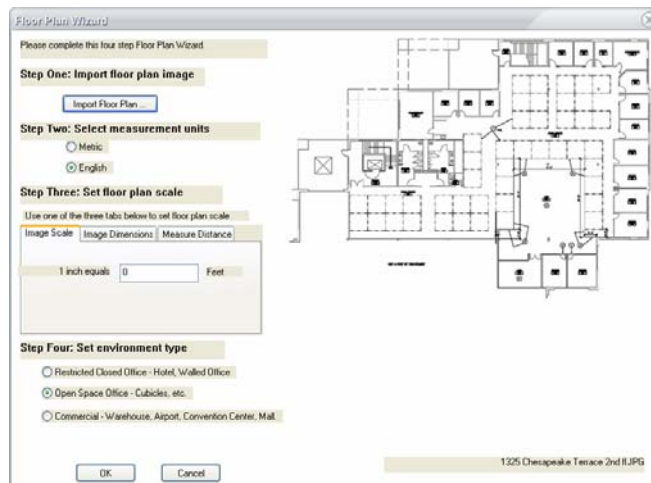 Floor Plan Wizard
Please complete this four step Floor Plan Wizard.
Step One: Import floor plan image
Import Floor Plan ...
Step Two: Select measurement units
Metric
English
Step Three: Set floor plan scale
Use one of the three tabs below to set floor plan scale
Image Scale Image Dimensions Measure Distance
1 inch equals 0 Feet
Step Four: Set environment type
Restricted Closed Office - Hotel, Walled Office
Open Space Office - Cubicles, etc.
Commercial - Warehouse, Airport, Convention Center, Mall.
OK Cancel
1325 Chesapeake Terrace 2nd fl.JPG